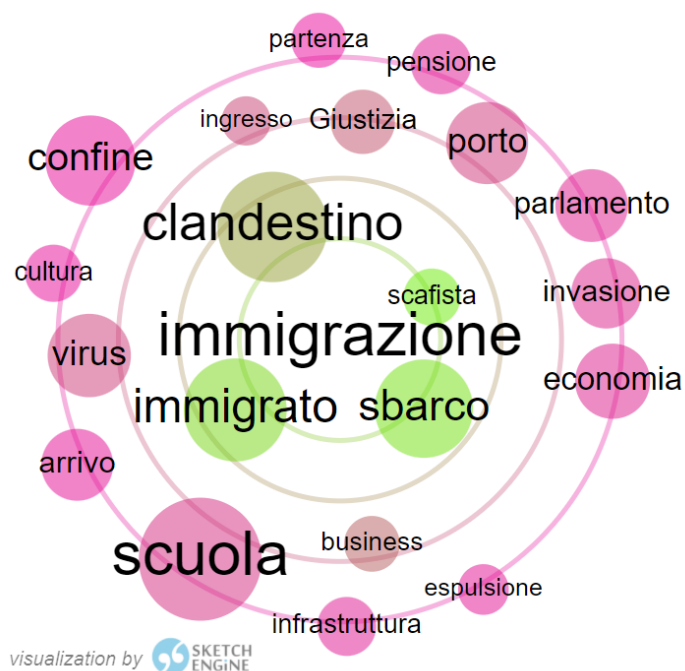 partenza
pensione
ingresso
Giustizia
porto
confine
clandestino
parlamento
cultura
scafista
invasione
immigrazione
virus
economia
immigrato
sbarco
arrivo
scuola
business
espulsione
infrastruttura
visualization by SKETCH ENGINE